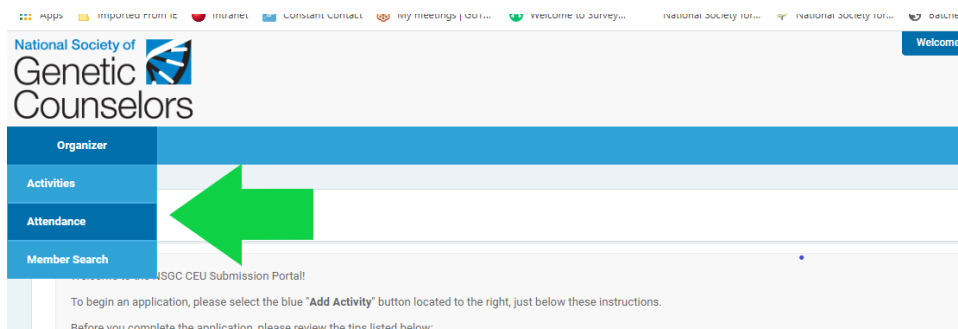 Apps Imported From IE Intranet Constant Contact My meetings | GoT... Welcome to Survey... National Society for... National Society for... Batche
National Society of
Genetic
Counselors
Welcome
Organizer
Activities
Attendance
Member Search
NSGC CEU Submission Portal!
To begin an application, please select the blue "Add Activity" button located to the right, just below these instructions.
Before you complete the application, please review the tips listed below: